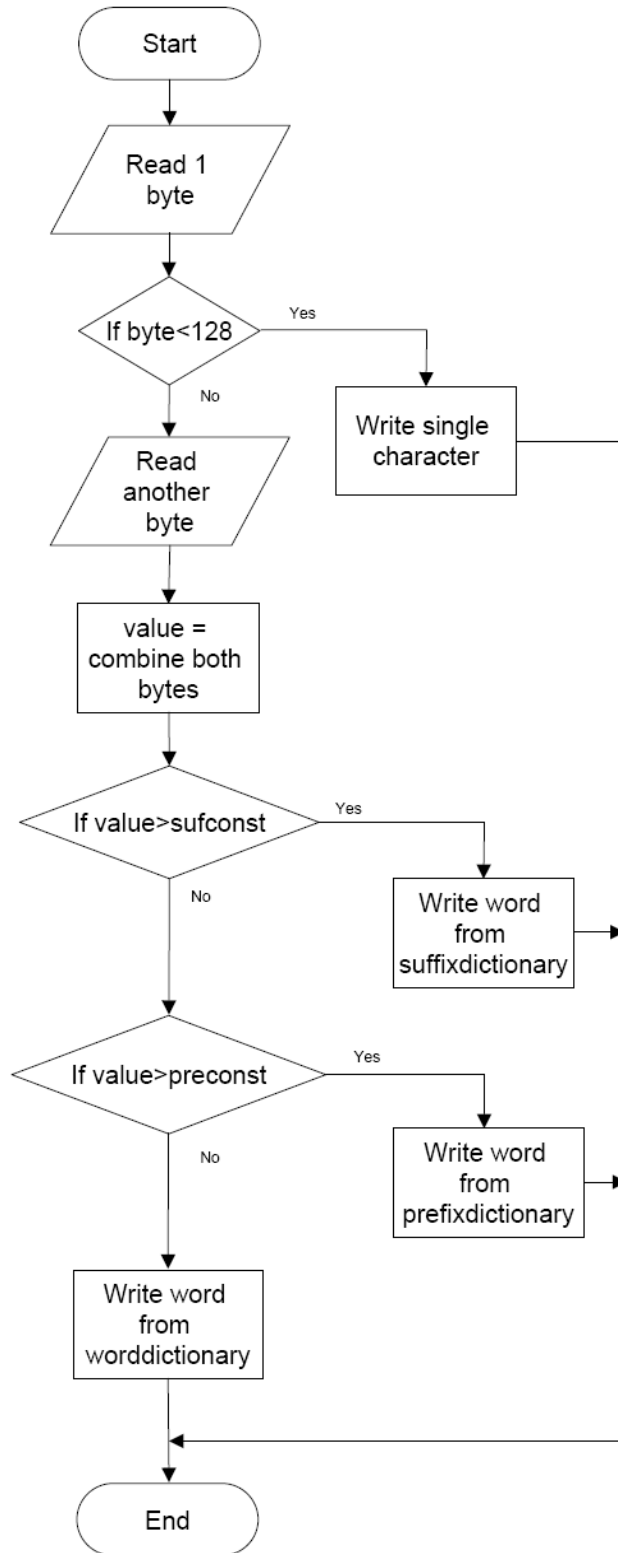 Start
Read 1
byte
If byte<128
Yes
No
Write single
character
Read
another
byte
value =
combine both
bytes
If value>sufconst
Yes
No
Write word
from
suffixdictionary
If value>preconst
Yes
No
Write word
from
prefixdictionary
Write word
from
worddictionary
End